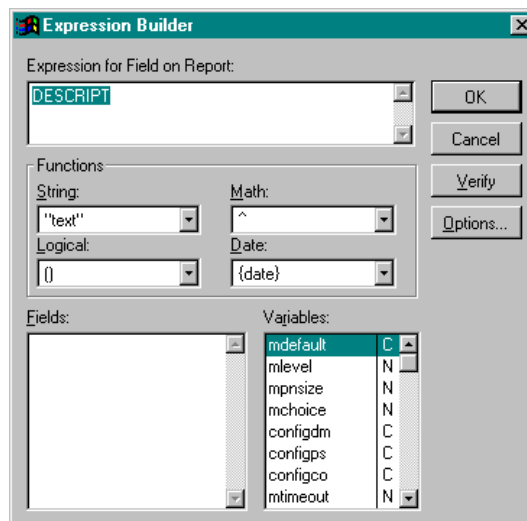 Expression Builder
Expression for Field on Report:
DESCRIPT
OK
Cancel
Verify
Options...
Functions
String:
Math:
"text"
^
Logical:
Date:
()
{date}
Fields:
Variables:
mdefault C
mlevel N
mpnsize N
mchoice N
configdm C
configps C
configco C
mtimeout N